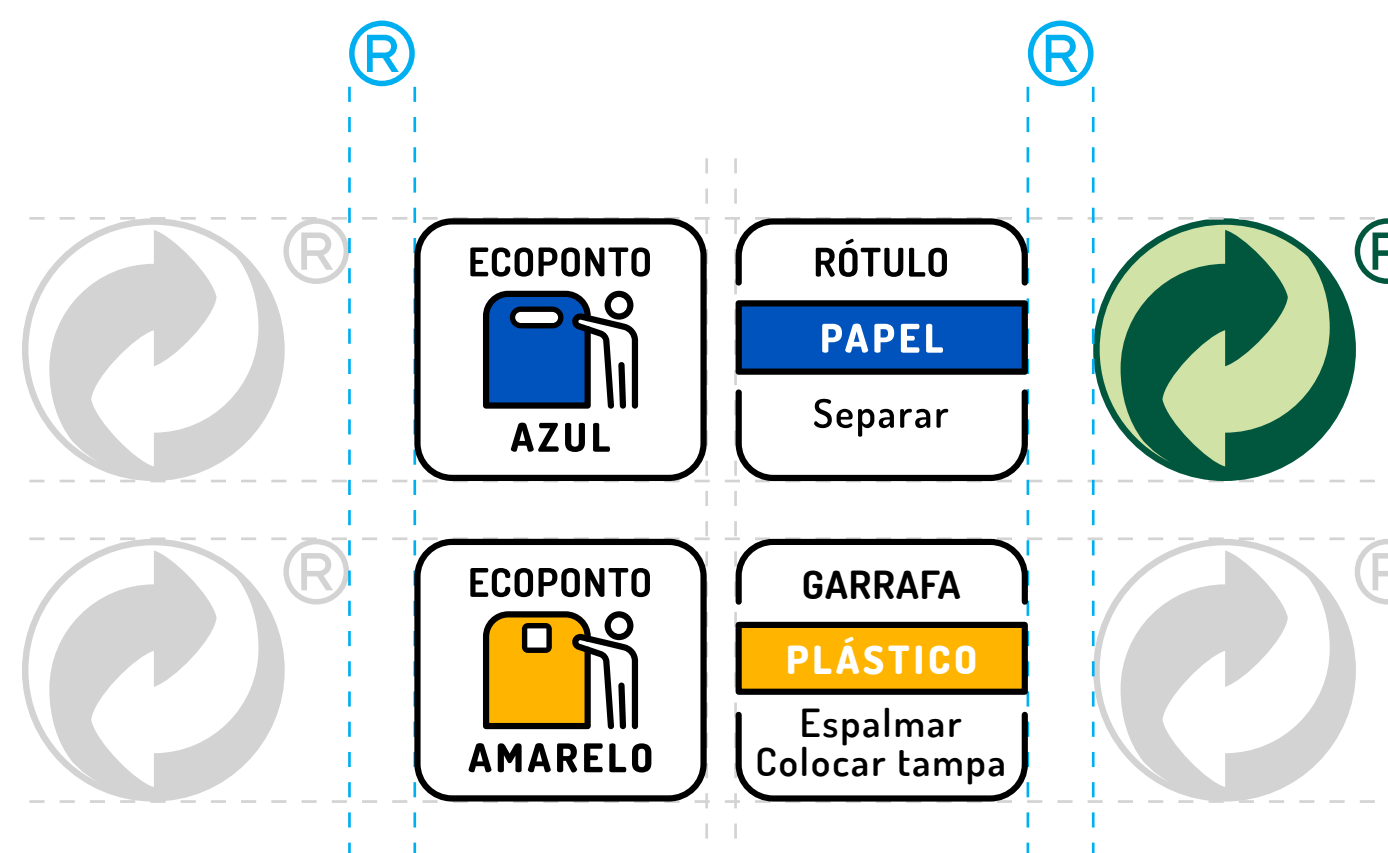 ® ®
®
ECOPONTO
AZUL
RÓTULO
PAPEL
Separar
®
®
ECOPONTO
AMARELO
GARRAFA
PLÁSTICO
Espalmar
Colocar tampa
®